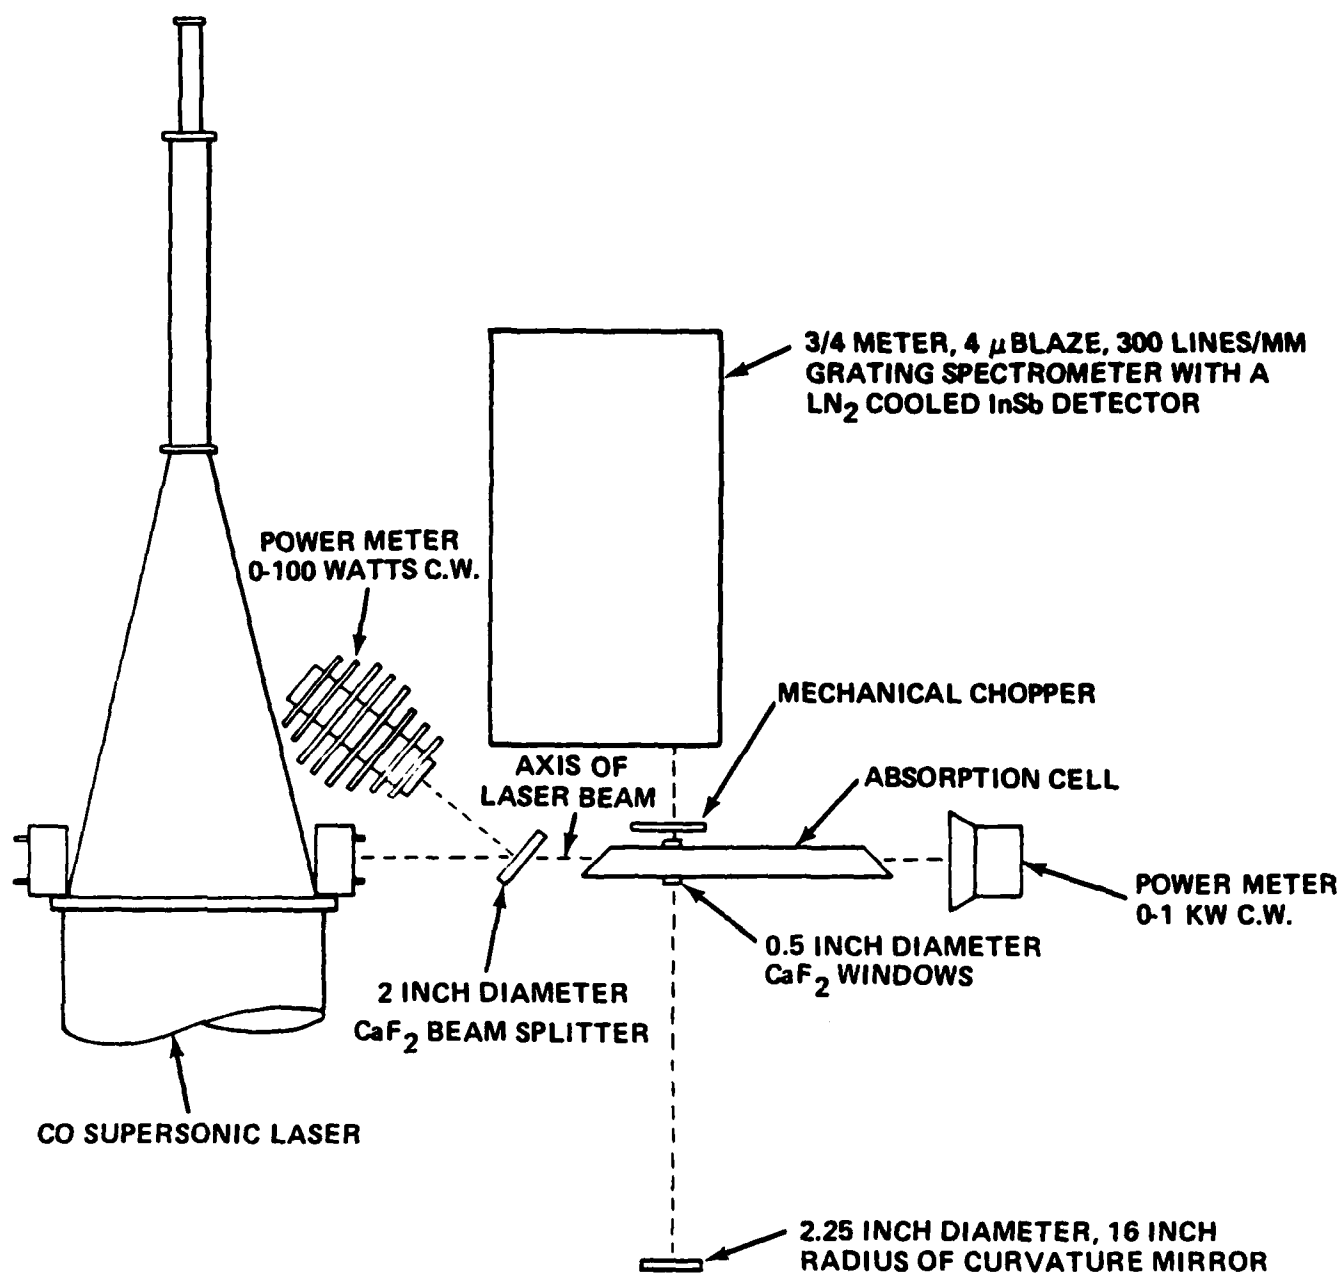 3/4 METER, 4 μ BLAZE, 300 LINES/MM
GRATING SPECTROMETER WITH A
LN2 COOLED InSb DETECTOR
POWER METER
0-100 WATTS C.W.
MECHANICAL CHOPPER
AXIS OF
LASER BEAM
ABSORPTION CELL
POWER METER
0-1 KW C.W.
0.5 INCH DIAMETER
CaF2 WINDOWS
2 INCH DIAMETER
CaF2 BEAM SPLITTER
CO SUPERSONIC LASER
2.25 INCH DIAMETER, 16 INCH
RADIUS OF CURVATURE MIRROR